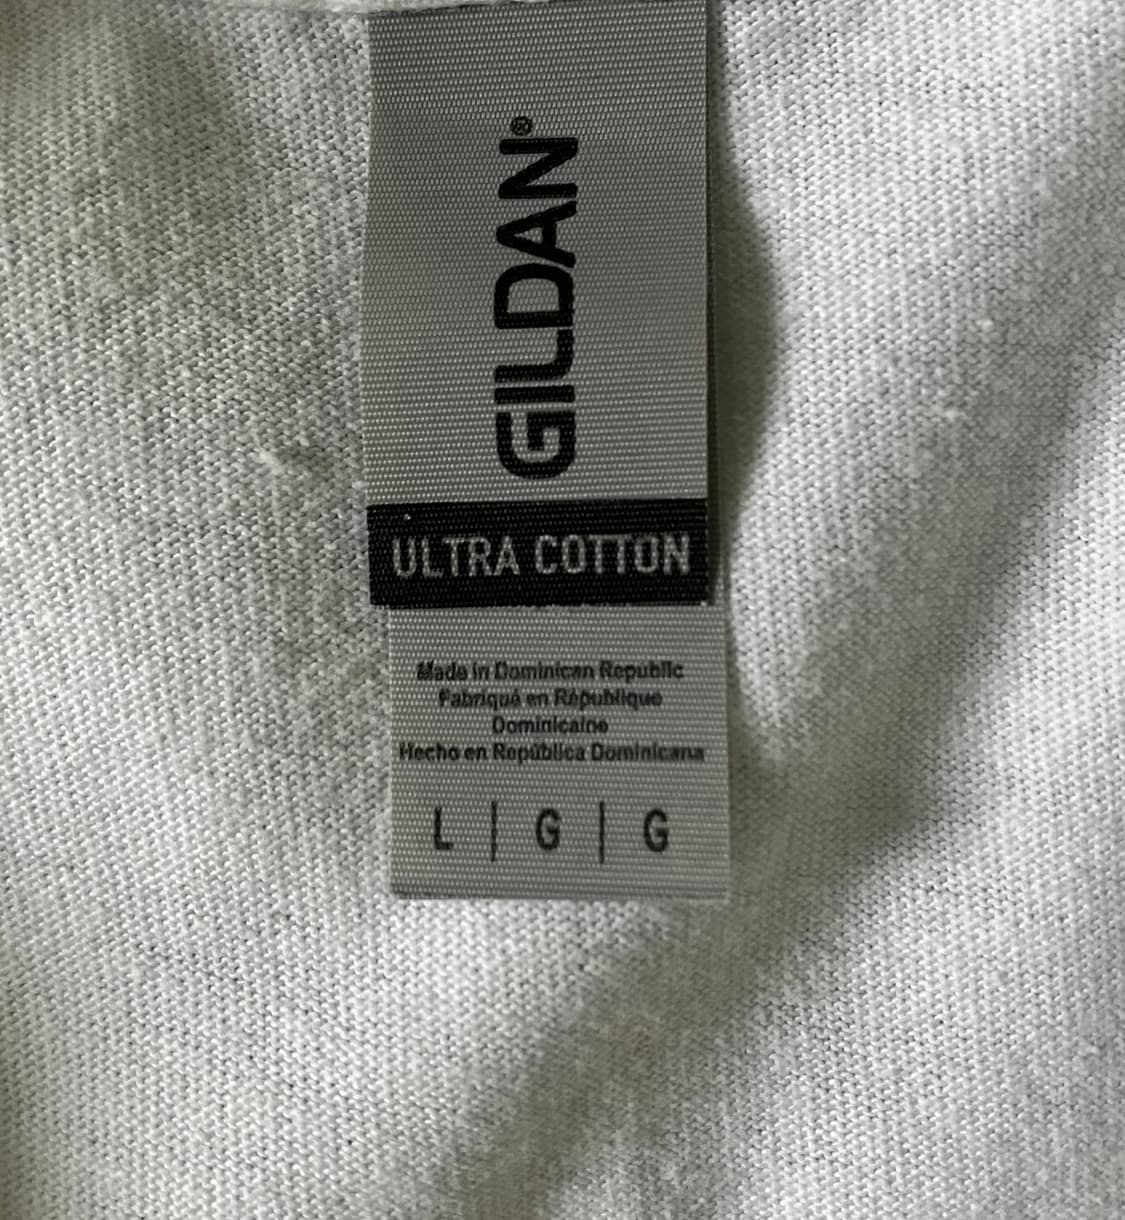 GILDAN®
ULTRA COTTON
Made in Dominican Republic
Fabriqué en République
Dominicaine
Hecho en República Dominicana
L | G | G